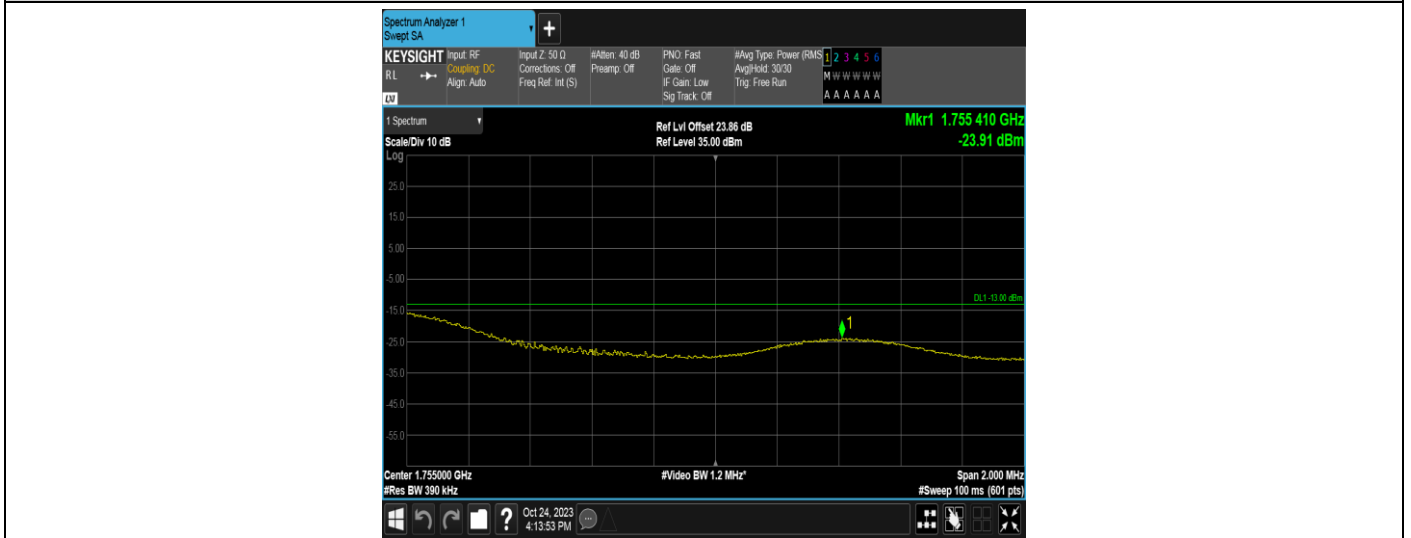 Spectrum Analyzer 1
Swept SA
+
KEYSIGHT
RL
LXI
Input: RF
Coupling: DC
Align: Auto
Input Z: 50 Ω
Corrections: Off
Freq Ref: Int (S)
#Atten: 40 dB
Preamp: Off
PNO: Fast
Gate: Off
IF Gain: Low
Sig Track: Off
#Avg Type: Power (RMS
Avg|Hold: 30/30
Trig: Free Run
1 2 3 4 5 6
M W W W W W
A A A A A A
1 Spectrum
Scale/Div 10 dB
Log
Ref Lvl Offset 23.86 dB
Ref Level 35.00 dBm
Mkr1 1.755 410 GHz
-23.91 dBm
25.0
15.0
5.00
-5.00
DL1 -13.00 dBm
-15.0
1
-25.0
-35.0
-45.0
-55.0
Center 1.755000 GHz
#Video BW 1.2 MHz*
Span 2.000 MHz
#Res BW 390 kHz
#Sweep 100 ms (601 pts)
?
Oct 24, 2023
4:13:53 PM